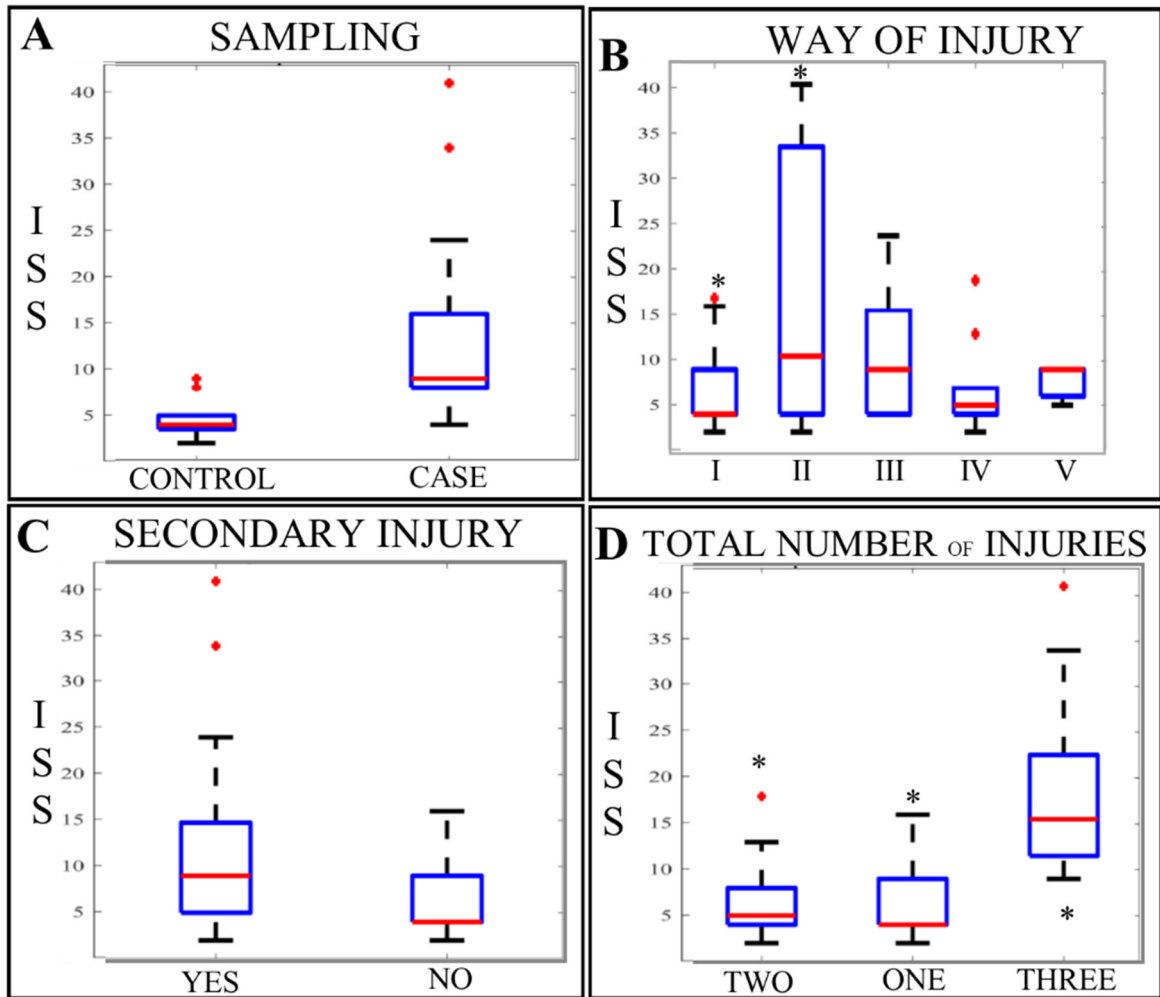 A
SAMPLING
40
35
30
25
20
15
10
5
I
S
S
CONTROL
CASE
B
WAY OF INJURY
40
35
30
25
20
15
10
5
I
S
S
*
*
I
II
III
IV
V
C
SECONDARY INJURY
40
35
30
25
20
15
10
5
I
S
S
YES
NO
D
TOTAL NUMBER OF INJURIES
40
35
30
25
20
15
10
5
I
S
S
*
*
*
TWO
ONE
THREE